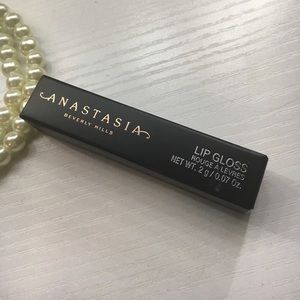 ANASTASIA
BEVERLY HILLS
LIP GLOSS
ROUGE À LÈVRES
NET WT. 2 g / 0.07 Oz.